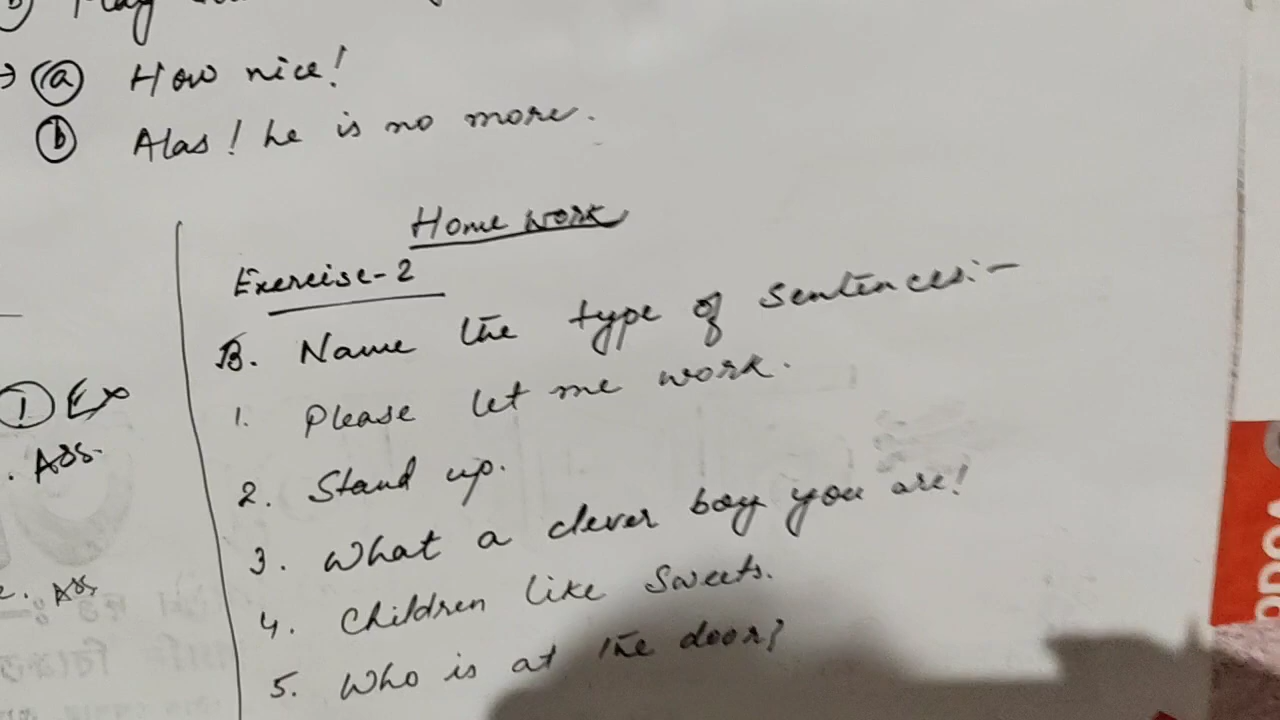 (a) How nice!
(b) Alas! he is no more.
Home work
Exercise-2
B. Name the type of sentences:-
1. Please let me work.
(1) Ex
2. Stand up.
. Ass.
3. What a clever boy you are!
4. Children like Sweets.
5. Who is at the door?